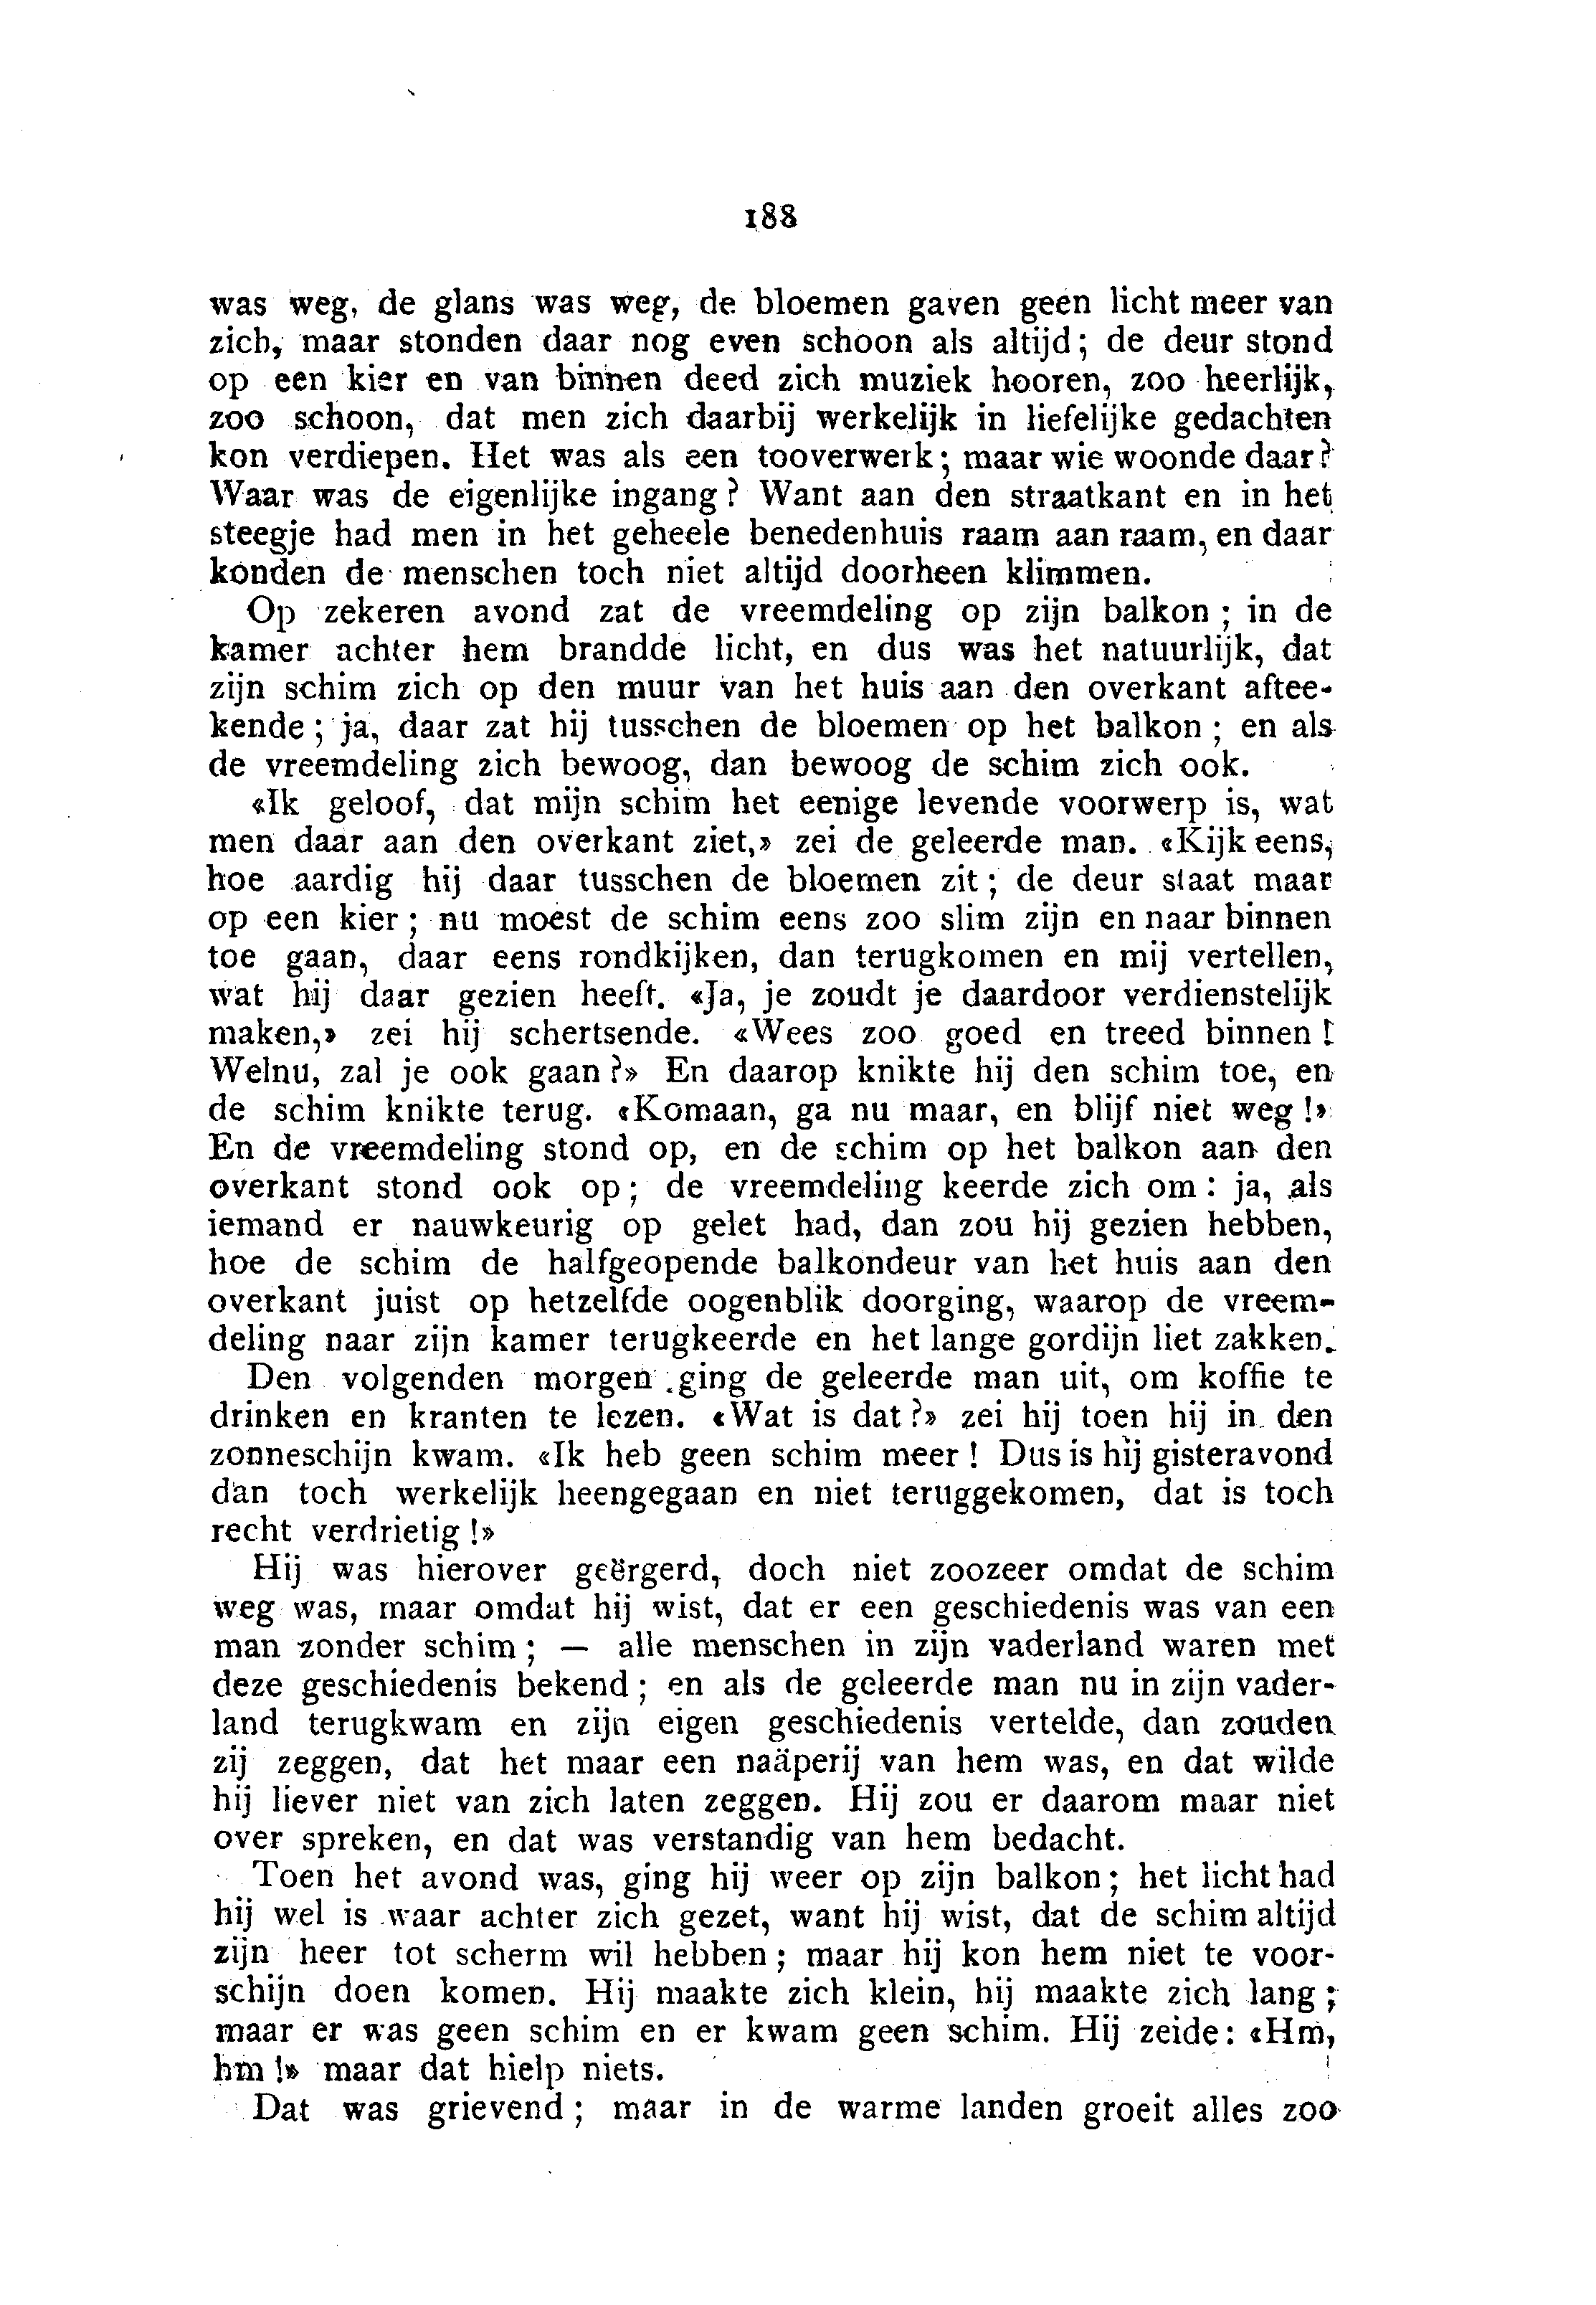 188
was weg, de glans was weg, de bloemen gaven geen licht meer van
zich, maar stonden daar nog even schoon als altijd; de deur stond
op een kier en van binnen deed zich muziek hooren, zoo heerlijk,
zoo schoon, dat men zich daarbij werkelijk in liefelijke gedachten
kon verdiepen. Het was als een tooverwerk; maar wie woonde daar?
Waar was de eigenlijke ingang? Want aan den straatkant en in het
steegje had men in het geheele benedenhuis raam aan raam, en daar
konden de menschen toch niet altijd doorheen klimmen.
Op zekeren avond zat de vreemdeling op zijn balkon; in de
kamer achter hem brandde licht, en dus was het natuurlijk, dat
zijn schim zich op den muur van het huis aan den overkant aftee-
kende; ja, daar zat hij tusschen de bloemen op het balkon; en als
de vreemdeling zich bewoog, dan bewoog de schim zich ook.
«Ik geloof, dat mijn schim het eenige levende voorwerp is, wat
men daar aan den overkant ziet,» zei de geleerde man. «Kijk eens,
hoe aardig hij daar tusschen de bloemen zit; de deur staat maar
op een kier; nu moest de schim eens zoo slim zijn en naar binnen
toe gaan, daar eens rondkijken, dan terugkomen en mij vertellen,
wat hij daar gezien heeft. «Ja, je zoudt je daardoor verdienstelijk
maken,» zei hij schertsende. «Wees zoo goed en treed binnen!
Welnu, zal je ook gaan?» En daarop knikte hij den schim toe, en
de schim knikte terug. «Komaan, ga nu maar, en blijf niet weg!»
En de vreemdeling stond op, en de schim op het balkon aan den
overkant stond ook op; de vreemdeling keerde zich om: ja, als
iemand er nauwkeurig op gelet had, dan zou hij gezien hebben,
hoe de schim de halfgeopende balkondeur van het huis aan den
overkant juist op hetzelfde oogenblik doorging, waarop de vreem-
deling naar zijn kamer terugkeerde en het lange gordijn liet zakken.
Den volgenden morgen ging de geleerde man uit, om koffie te
drinken en kranten te lezen. «Wat is dat?» zei hij toen hij in den
zonneschijn kwam. «Ik heb geen schim meer! Dus is hij gisteravond
dan toch werkelijk heengegaan en niet teruggekomen, dat is toch
recht verdrietig!»
Hij was hierover geërgerd, doch niet zoozeer omdat de schim
weg was, maar omdat hij wist, dat er een geschiedenis was van een
man zonder schim; — alle menschen in zijn vaderland waren met
deze geschiedenis bekend; en als de geleerde man nu in zijn vader-
land terugkwam en zijn eigen geschiedenis vertelde, dan zouden
zij zeggen, dat het maar een naäperij van hem was, en dat wilde
hij liever niet van zich laten zeggen. Hij zou er daarom maar niet
over spreken, en dat was verstandig van hem bedacht.
Toen het avond was, ging hij weer op zijn balkon; het licht had
hij wel is waar achter zich gezet, want hij wist, dat de schim altijd
zijn heer tot scherm wil hebben; maar hij kon hem niet te voor-
schijn doen komen. Hij maakte zich klein, hij maakte zich lang;
maar er was geen schim en er kwam geen schim. Hij zeide: «Hm,
hm!» maar dat hielp niets.
Dat was grievend; maar in de warme landen groeit alles zoo